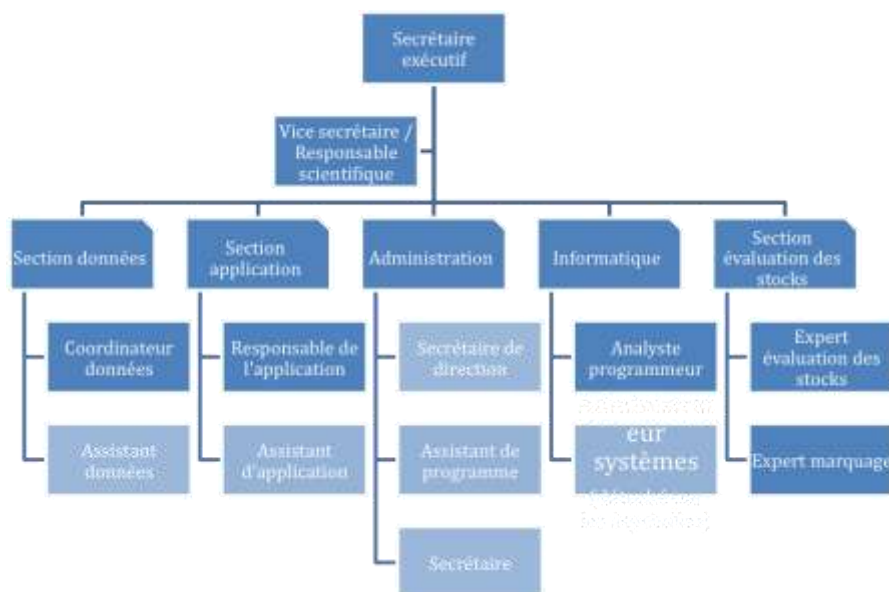 Secrétaire
exécutif
Vice secrétaire /
Responsable
scientifique
Section données
Section
application
Administration
Informatique
Section
évaluation des
stocks
Coordinateur
données
Responsable de
l'application
Secrétaire de
direction
Analyste
programmeur
Expert
évaluation des
stocks
Assistant
données
Assistant
d'application
Assistant de
programme
eur
systèmes
Expert marquage
Secrétaire